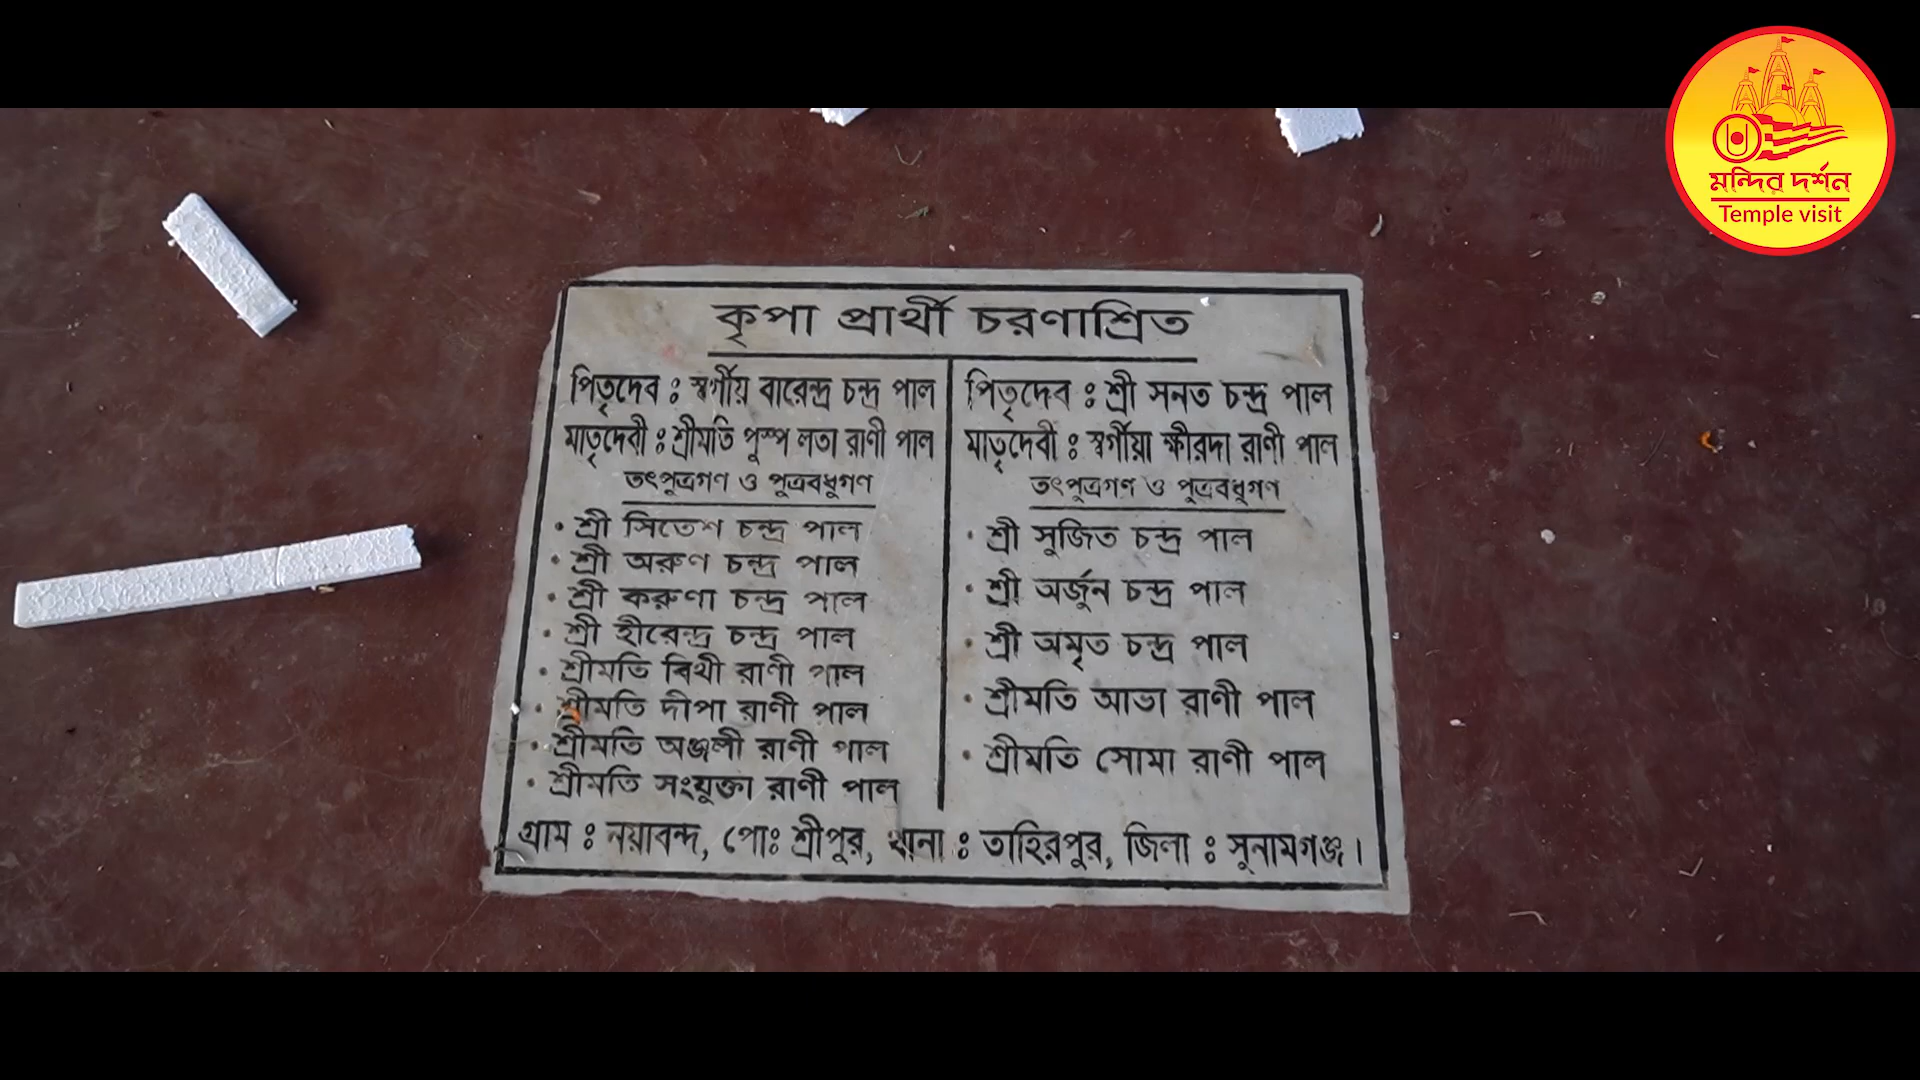 মন্দির দর্শন
Temple visit
কৃপা প্রার্থী চরণাশ্রিত
পিতৃদেব : স্বর্গীয় বারেন্দ্র চন্দ্র পাল
মাতৃদেবী : শ্রীমতি পুস্প লতা রাণী পাল
তৎপুত্রগণ ও পুত্রবধুগণ
• শ্রী সিতেশ চন্দ্র পাল
• শ্রী অরুণ চন্দ্র পাল
• শ্রী করুণা চন্দ্র পাল
• শ্রী হীরেন্দ্র চন্দ্র পাল
• শ্রীমতি বিথী রাণী পাল
• শ্রীমতি দীপা রাণী পাল
• শ্রীমতি অঞ্জলী রাণী পাল
• শ্রীমতি সংযুক্তা রাণী পাল
পিতৃদেব : শ্রী সনত চন্দ্র পাল
মাতৃদেবী : স্বর্গীয়া ক্ষীরদা রাণী পাল
তৎপুত্রগণ ও পুত্রবধুগণ
• শ্রী সুজিত চন্দ্র পাল
• শ্রী অর্জুন চন্দ্র পাল
• শ্রী অমৃত চন্দ্র পাল
• শ্রীমতি আভা রাণী পাল
• শ্রীমতি সোমা রাণী পাল
গ্রাম : নয়াবন্দ, পোঃ শ্রীপুর, থানা : তাহিরপুর, জিলা : সুনামগঞ্জ।